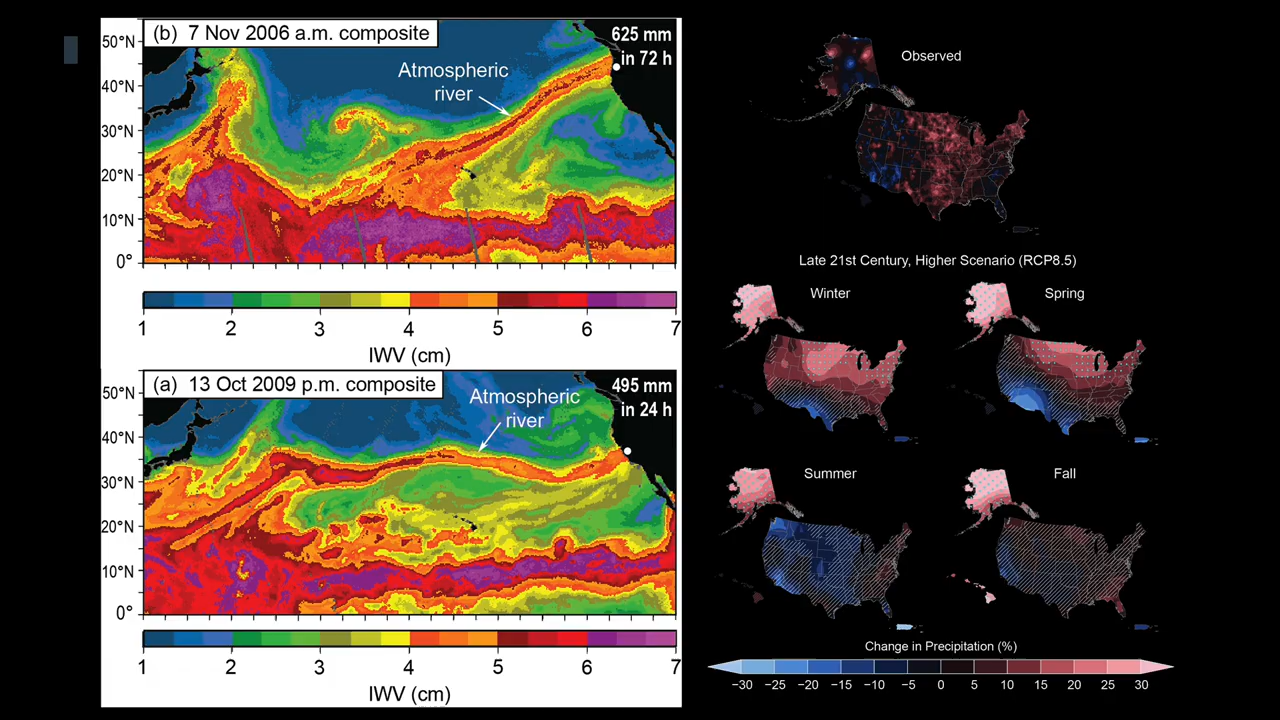 (b) 7 Nov 2006 a.m. composite
625 mm
in 72 h
Atmospheric
river
50°N
40°N
30°N
20°N
10°N
0°
1 2 3 4 5 6 7
IWV (cm)
(a) 13 Oct 2009 p.m. composite
495 mm
in 24 h
Atmospheric
river
50°N
40°N
30°N
20°N
10°N
0°
1 2 3 4 5 6 7
IWV (cm)
Observed
Late 21st Century, Higher Scenario (RCP8.5)
Winter
Spring
Summer
Fall
Change in Precipitation (%)
−30 −25 −20 −15 −10 −5 0 5 10 15 20 25 30